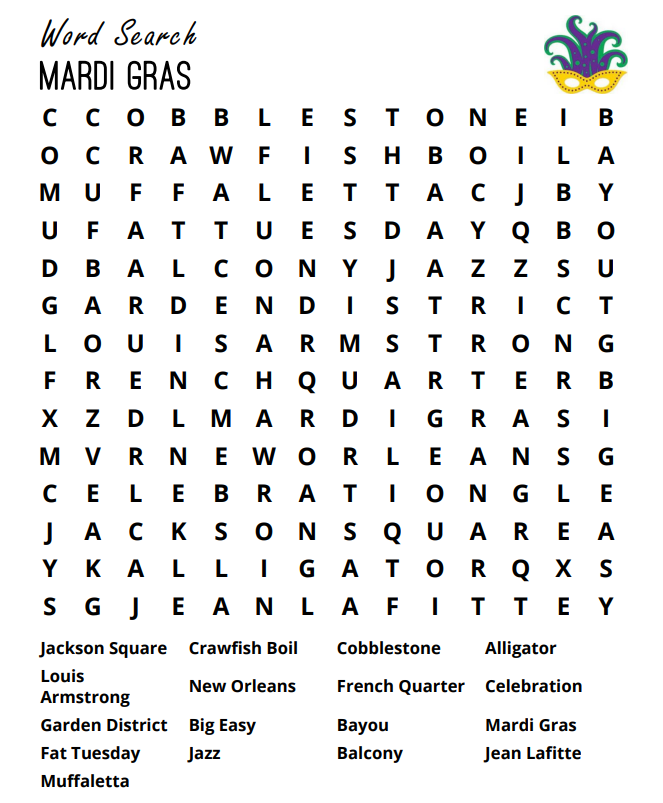 Word Search
MARDI GRAS
C C O B B L E S T O N E I B
O C R A W F I S H B O I L A
M U F F A L E T T A C J B Y
U F A T T U E S D A Y Q B O
D B A L C O N Y J A Z Z S U
G A R D E N D I S T R I C T
L O U I S A R M S T R O N G
F R E N C H Q U A R T E R B
X Z D L M A R D I G R A S I
M V R N E W O R L E A N S G
C E L E B R A T I O N G L E
J A C K S O N S Q U A R E A
Y K A L L I G A T O R Q X S
S G J E A N L A F I T T E Y
Jackson Square Crawfish Boil Cobblestone Alligator
Louis
Armstrong New Orleans French Quarter Celebration
Garden District Big Easy Bayou Mardi Gras
Fat Tuesday Jazz Balcony Jean Lafitte
Muffaletta